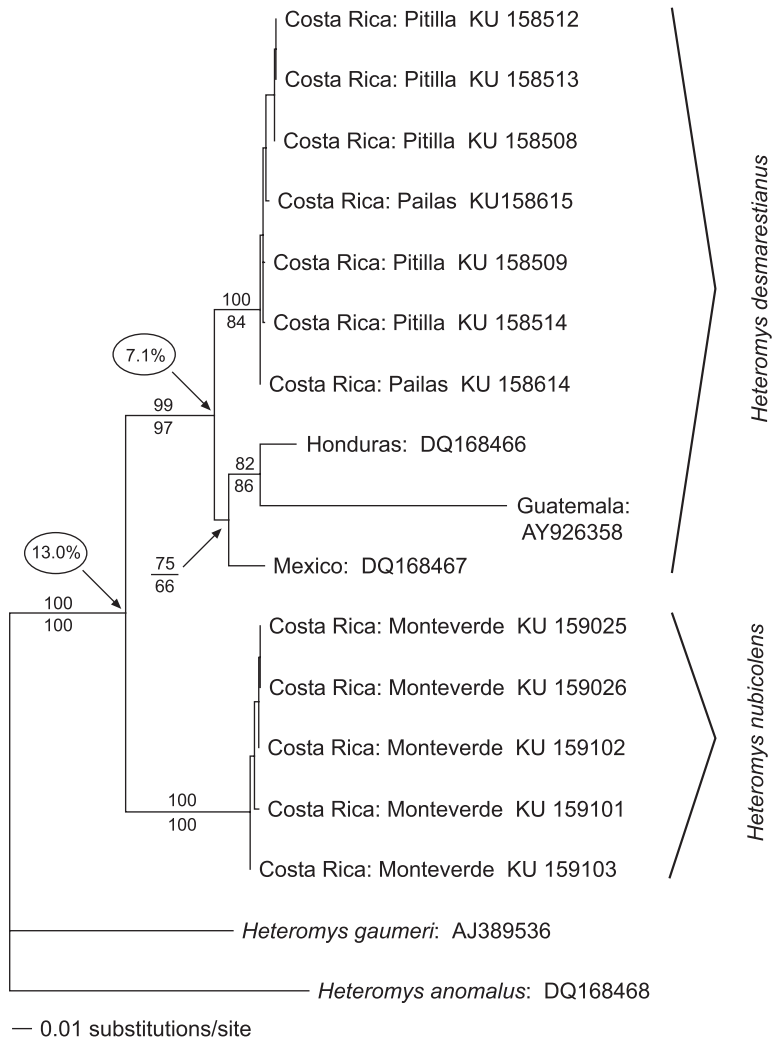 Costa Rica: Pitilla KU 158512
Costa Rica: Pitilla KU 158513
Costa Rica: Pitilla KU 158508
Costa Rica: Pailas KU158615
Costa Rica: Pitilla KU 158509
100
84
Costa Rica: Pitilla KU 158514
7.1%
Costa Rica: Pailas KU 158614
99
97
Honduras: DQ168466
82
86
Guatemala:
AY926358
13.0%
75
66
Mexico: DQ168467
Heteromys desmarestianus
100
100
Costa Rica: Monteverde KU 159025
Costa Rica: Monteverde KU 159026
Costa Rica: Monteverde KU 159102
100
100
Costa Rica: Monteverde KU 159101
Costa Rica: Monteverde KU 159103
Heteromys nubicolens
Heteromys gaumeri: AJ389536
Heteromys anomalus: DQ168468
0.01 substitutions/site